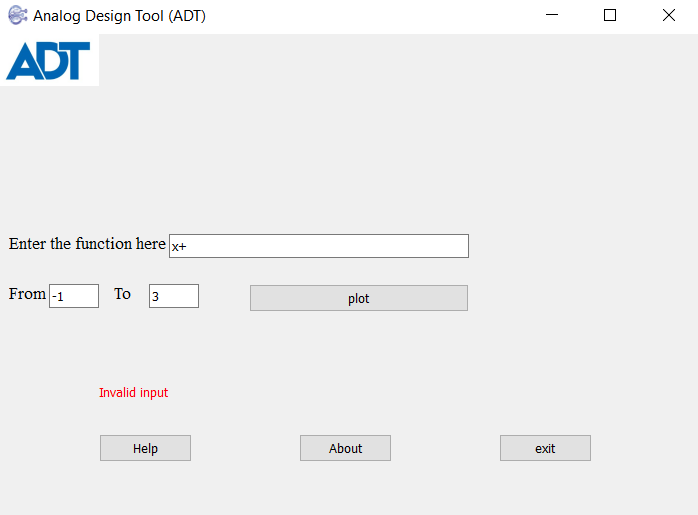 Analog Design Tool (ADT)
ADT
Enter the function here x+
From -1 To 3 plot
Invalid input
Help About exit